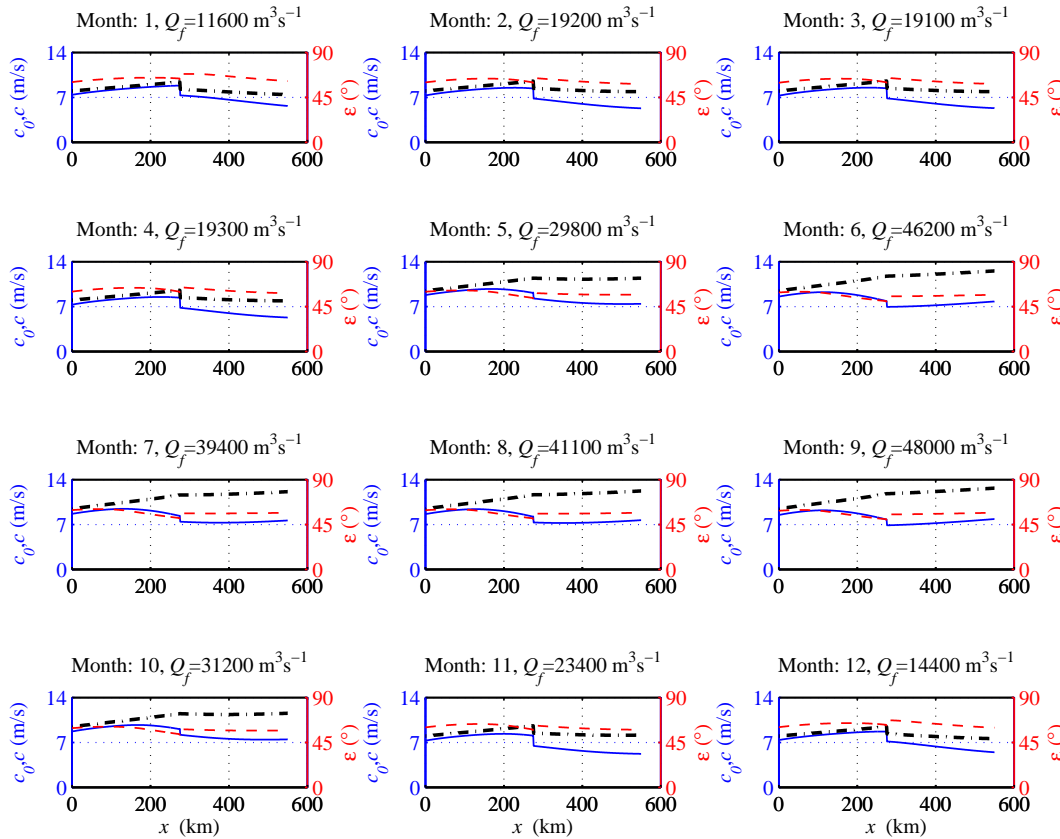 Month: 1, Q_f=11600 m³s⁻¹
Month: 2, Q_f=19200 m³s⁻¹
Month: 3, Q_f=19100 m³s⁻¹
14 90
7 45
0 0
c_0,c (m/s) ε (°)
0 200 400 600
14 90
7 45
0 0
c_0,c (m/s) ε (°)
0 200 400 600
14 90
7 45
0 0
c_0,c (m/s) ε (°)
0 200 400 600
Month: 4, Q_f=19300 m³s⁻¹
Month: 5, Q_f=29800 m³s⁻¹
Month: 6, Q_f=46200 m³s⁻¹
14 90
7 45
0 0
c_0,c (m/s) ε (°)
0 200 400 600
14 90
7 45
0 0
c_0,c (m/s) ε (°)
0 200 400 600
14 90
7 45
0 0
c_0,c (m/s) ε (°)
0 200 400 600
Month: 7, Q_f=39400 m³s⁻¹
Month: 8, Q_f=41100 m³s⁻¹
Month: 9, Q_f=48000 m³s⁻¹
14 90
7 45
0 0
c_0,c (m/s) ε (°)
0 200 400 600
14 90
7 45
0 0
c_0,c (m/s) ε (°)
0 200 400 600
14 90
7 45
0 0
c_0,c (m/s) ε (°)
0 200 400 600
Month: 10, Q_f=31200 m³s⁻¹
Month: 11, Q_f=23400 m³s⁻¹
Month: 12, Q_f=14400 m³s⁻¹
14 90
7 45
0 0
c_0,c (m/s) ε (°)
0 200 400 600
x (km)
14 90
7 45
0 0
c_0,c (m/s) ε (°)
0 200 400 600
x (km)
14 90
7 45
0 0
c_0,c (m/s) ε (°)
0 200 400 600
x (km)